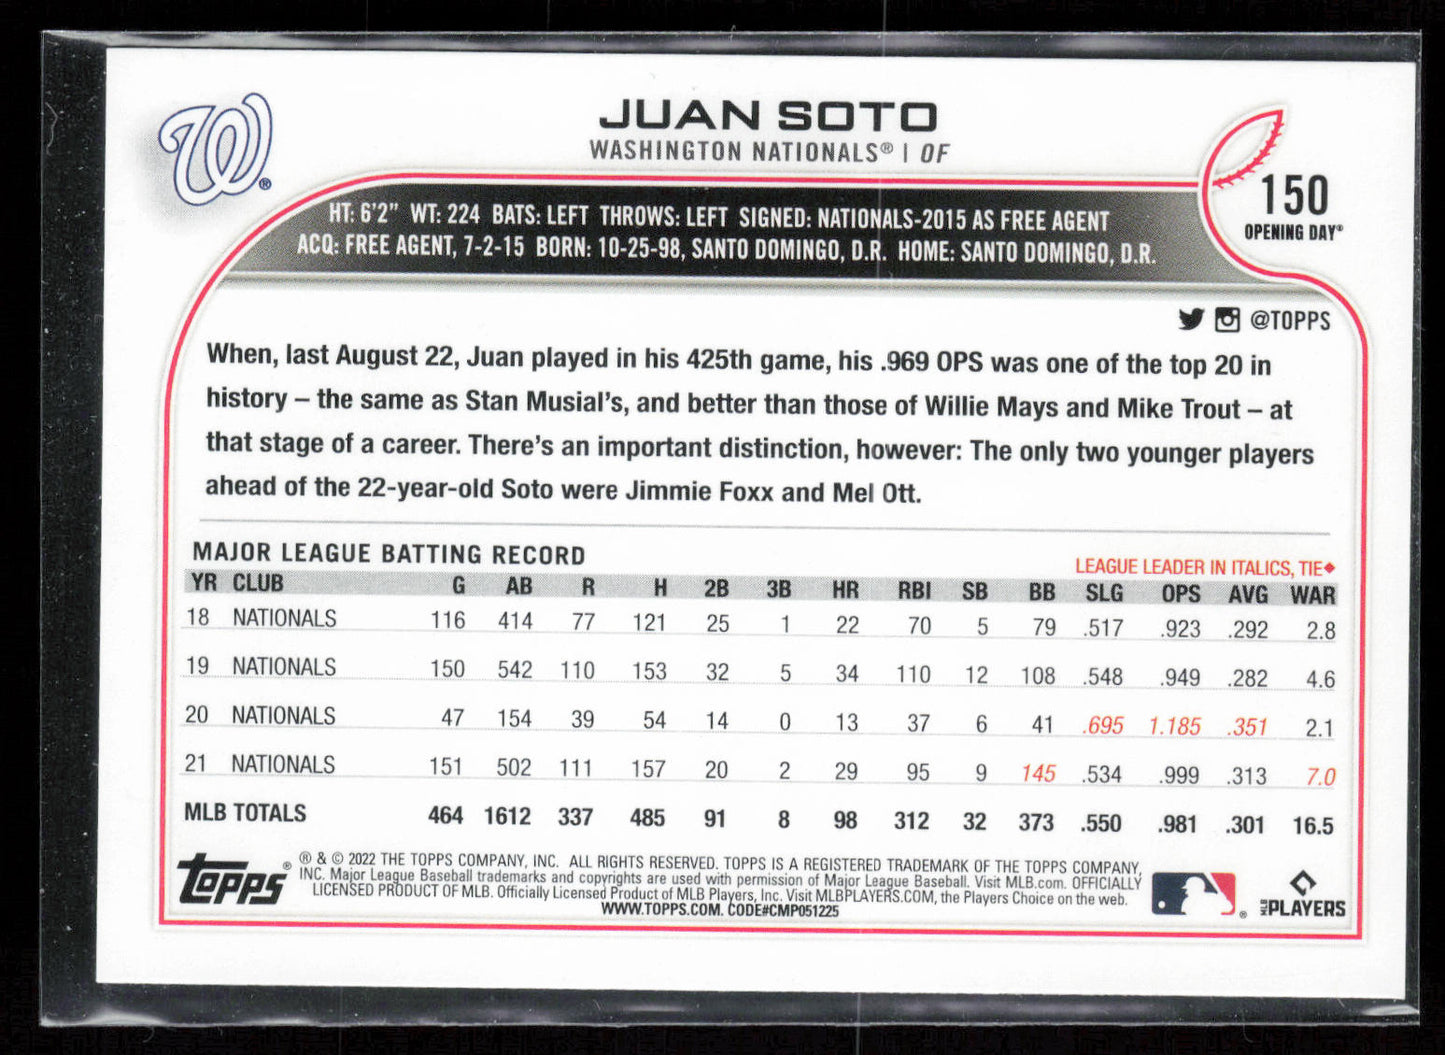 JUAN SOTO
WASHINGTON NATIONALS® | OF
W®
150
OPENING DAY®
HT: 6'2" WT: 224 BATS: LEFT THROWS: LEFT SIGNED: NATIONALS-2015 AS FREE AGENT
ACQ: FREE AGENT, 7-2-15 BORN: 10-25-98, SANTO DOMINGO, D.R. HOME: SANTO DOMINGO, D.R.
@TOPPS
When, last August 22, Juan played in his 425th game, his .969 OPS was one of the top 20 in
history – the same as Stan Musial's, and better than those of Willie Mays and Mike Trout – at
that stage of a career. There's an important distinction, however: The only two younger players
ahead of the 22-year-old Soto were Jimmie Foxx and Mel Ott.
MAJOR LEAGUE BATTING RECORD
LEAGUE LEADER IN ITALICS, TIE♦
YR CLUB G AB R H 2B 3B HR RBI SB BB SLG OPS AVG WAR
18 NATIONALS 116 414 77 121 25 1 22 70 5 79 .517 .923 .292 2.8
19 NATIONALS 150 542 110 153 32 5 34 110 12 108 .548 .949 .282 4.6
20 NATIONALS 47 154 39 54 14 0 13 37 6 41 .695 1.185 .351 2.1
21 NATIONALS 151 502 111 157 20 2 29 95 9 145 .534 .999 .313 7.0
MLB TOTALS 464 1612 337 485 91 8 98 312 32 373 .550 .981 .301 16.5
topps®
® & © 2022 THE TOPPS COMPANY, INC. ALL RIGHTS RESERVED. TOPPS IS A REGISTERED TRADEMARK OF THE TOPPS COMPANY,
INC. Major League Baseball trademarks and copyrights are used with permission of Major League Baseball. Visit MLB.com. OFFICIALLY
LICENSED PRODUCT OF MLB. Officially Licensed Product of MLB Players, Inc. Visit MLBPLAYERS.COM, the Players Choice on the web.
WWW.TOPPS.COM. CODE#CMP051225
®
MLB PLAYERS